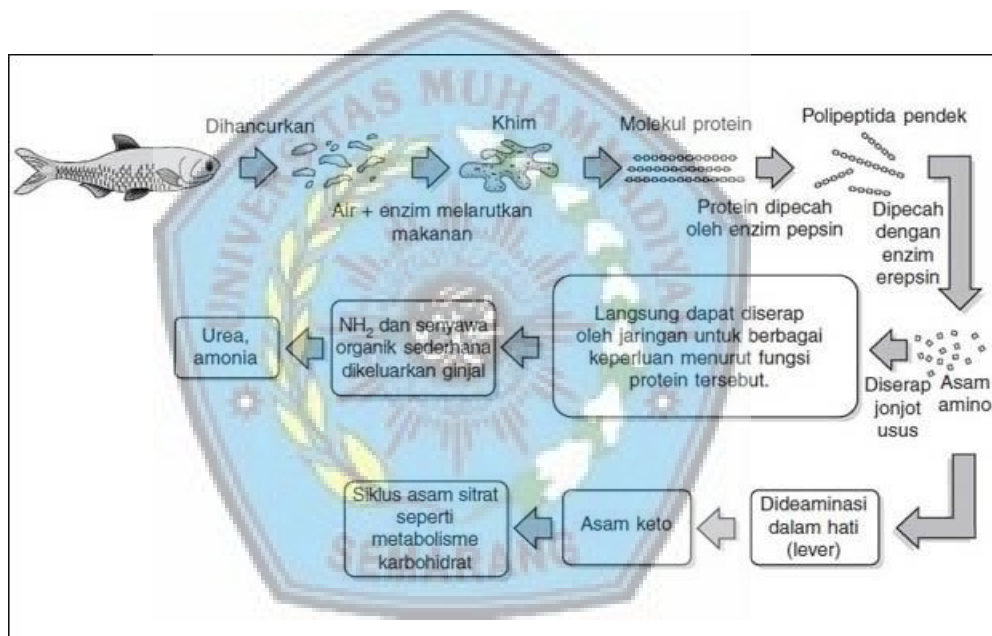 UNIVERSITAS MUHAMMADIYAH
SEMARANG
Dihancurkan
Khim
Molekul protein
Polipeptida pendek
Air + enzim melarutkan
makanan
Protein dipecah
oleh enzim pepsin
Dipecah
dengan
enzim
erepsin
Urea,
amonia
NH₂ dan senyawa
organik sederhana
dikeluarkan ginjal
Langsung dapat diserap
oleh jaringan untuk berbagai
keperluan menurut fungsi
protein tersebut.
Diserap
jonjot
usus
Asam
amino
Siklus asam sitrat
seperti
metabolisme
karbohidrat
Asam keto
Dideaminasi
dalam hati
(lever)